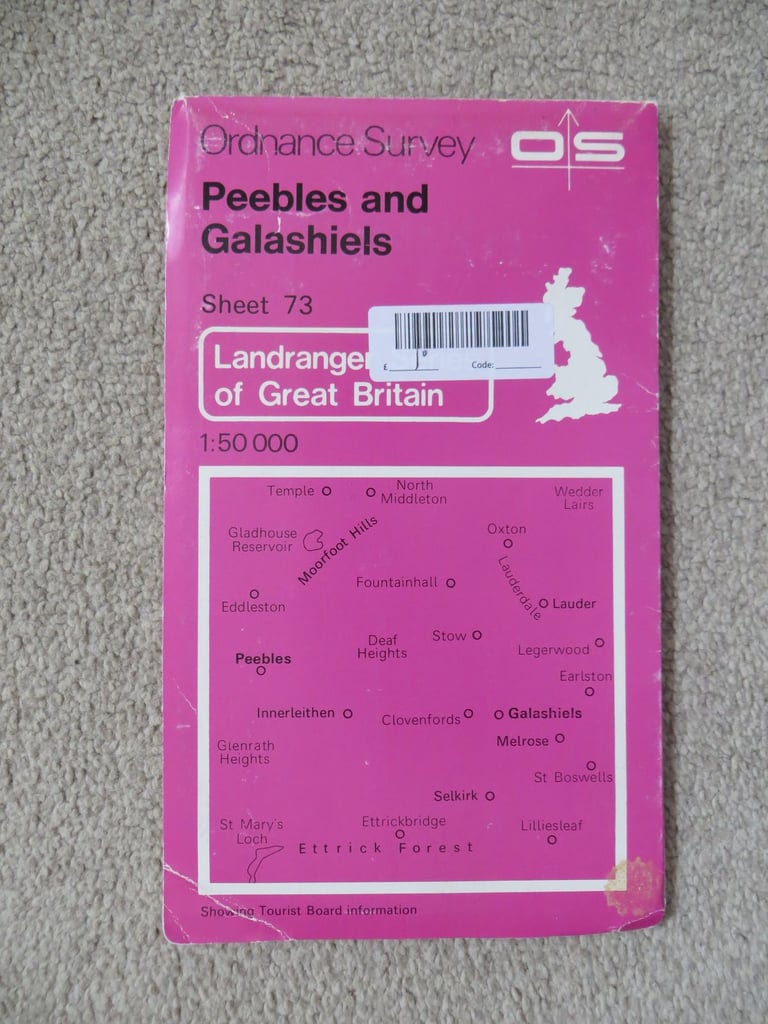 Ordnance Survey OS
Peebles and
Galashiels
Sheet 73
£ Code:
Landranger
of Great Britain
1:50 000
Temple
North
Middleton
Wedder
Lairs
Gladhouse
Reservoir
Moorfoot Hills
Oxton
Lauderdale
Fountainhall
Eddleston
Lauder
Deaf
Heights
Stow
Legerwood
Peebles
Earlston
Innerleithen
Clovenfords
Galashiels
Melrose
Glenrath
Heights
St Boswells
Selkirk
St Mary's
Loch
Ettrickbridge
Lilliesleaf
Ettrick Forest
Showing Tourist Board information